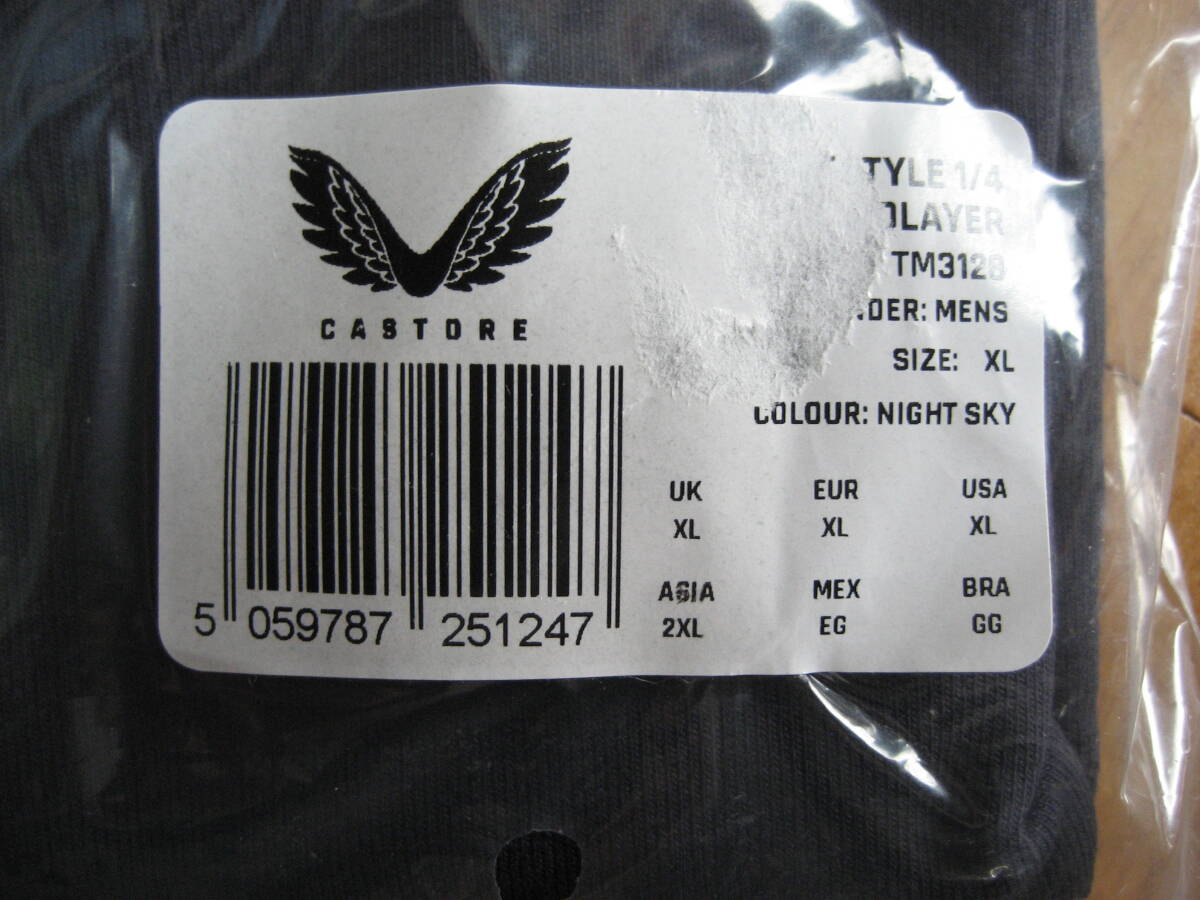 CASTORE
5 059787 251247
TYLE 1/4
LAYER
TM3128
DER: MENS
SIZE: XL
COLOUR: NIGHT SKY
UK EUR USA
XL XL XL
ASIA MEX BRA
2XL EG GG